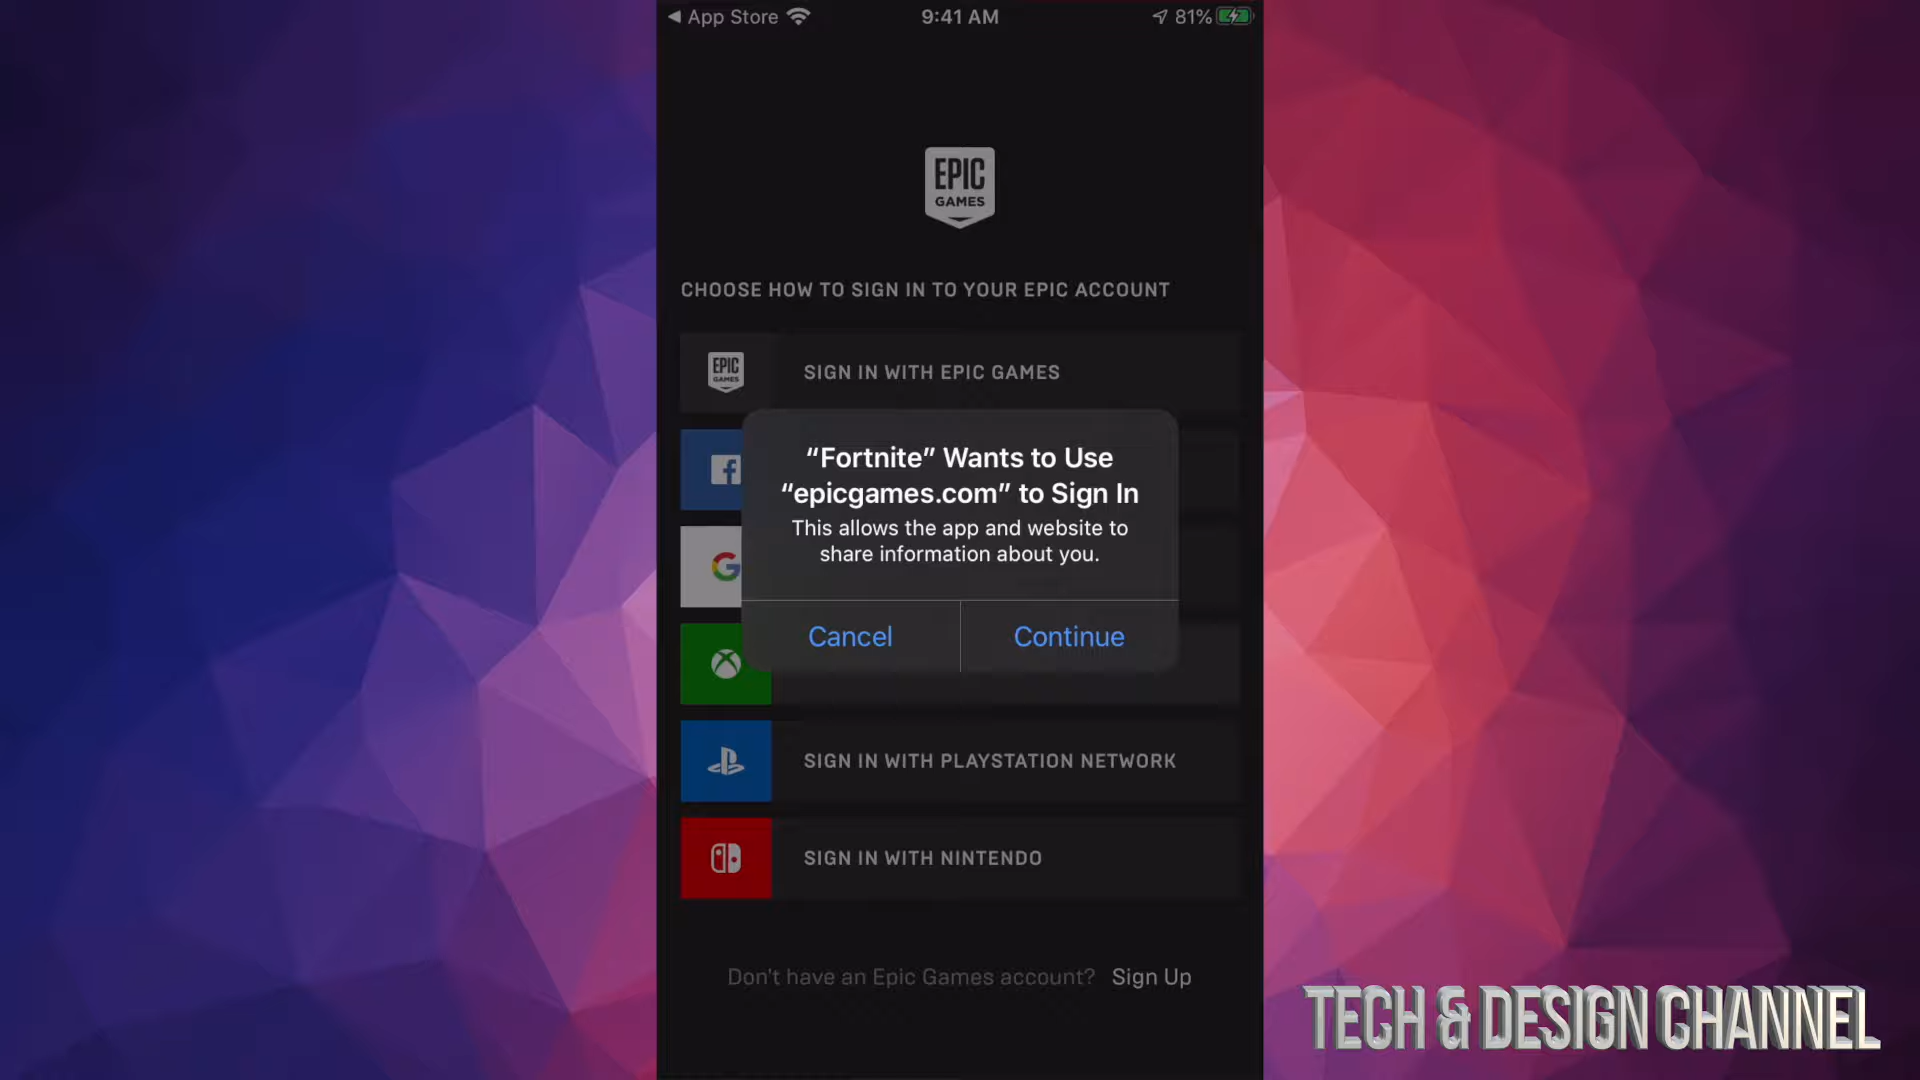 ◀ App Store
9:41 AM
81%
EPIC
GAMES
CHOOSE HOW TO SIGN IN TO YOUR EPIC ACCOUNT
EPIC
GAMES
SIGN IN WITH EPIC GAMES
“Fortnite” Wants to Use
“epicgames.com” to Sign In
This allows the app and website to
share information about you.
Cancel
Continue
SIGN IN WITH PLAYSTATION NETWORK
SIGN IN WITH NINTENDO
Don't have an Epic Games account? Sign Up
TECH & DESIGN CHANNEL